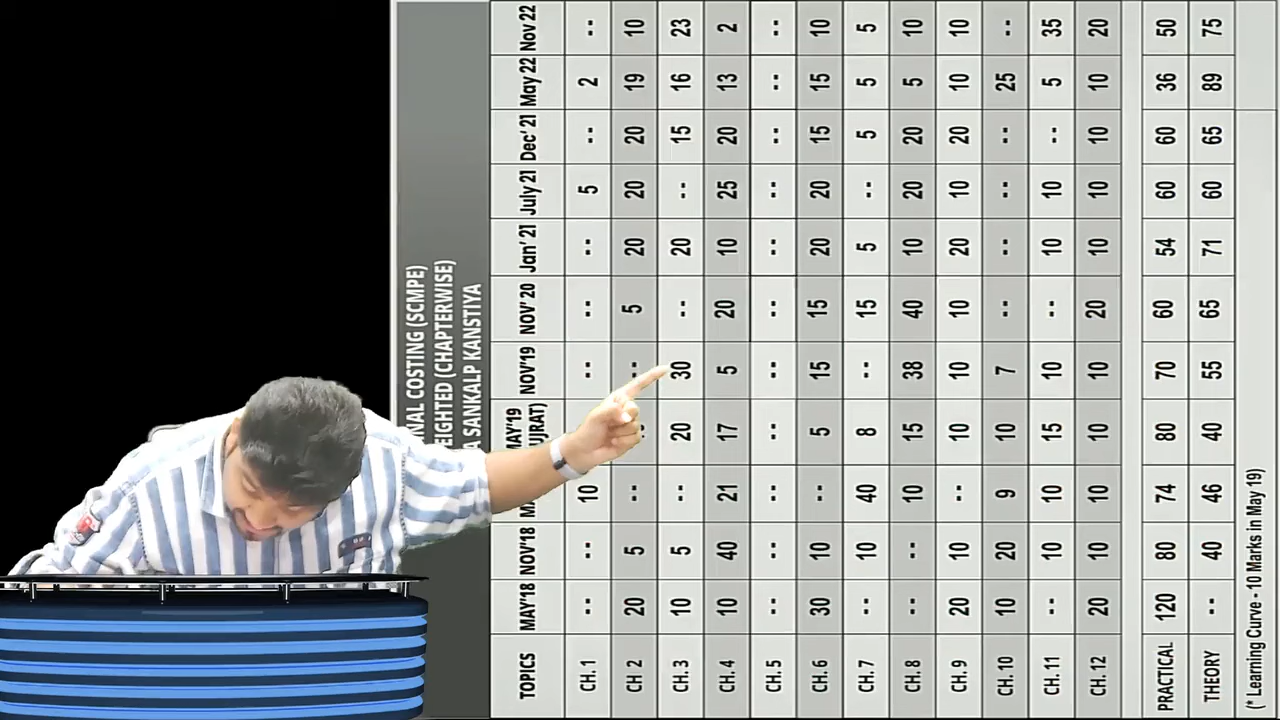 COSTING (SCMPE)
(CHAPTERWISE)
SANKALP KANSTIYA
TOPICS MAY'18 NOV'18 MAY'19 NOV'19 NOV'20 Jan' 21 July 21 Dec' 21 May 22 Nov 22
CH. 1 -- -- 10 -- -- -- 5 -- 2 --
CH 2 20 5 -- -- 5 20 20 20 19 10
CH. 3 10 5 -- 20 30 -- 20 -- 15 16 23
CH. 4 10 40 21 17 5 20 10 25 20 13 2
CH. 5 -- -- -- -- -- -- -- -- -- -- --
CH. 6 30 10 -- 5 15 15 20 20 15 15 10
CH. 7 -- 10 40 8 -- 15 5 -- 5 5 5
CH. 8 -- -- 10 15 38 40 10 20 20 5 10
CH. 9 20 10 -- 10 10 10 20 10 20 10 10
CH. 10 10 20 9 10 7 -- -- -- -- 25 --
CH. 11 -- 10 10 15 10 -- 10 10 -- 5 35
CH. 12 20 10 10 10 10 20 10 10 10 10 20
PRACTICAL 120 80 74 80 70 60 54 60 60 36 50
THEORY -- 40 46 40 55 65 71 60 65 89 75
(* Learning Curve - 10 Marks in May 19)